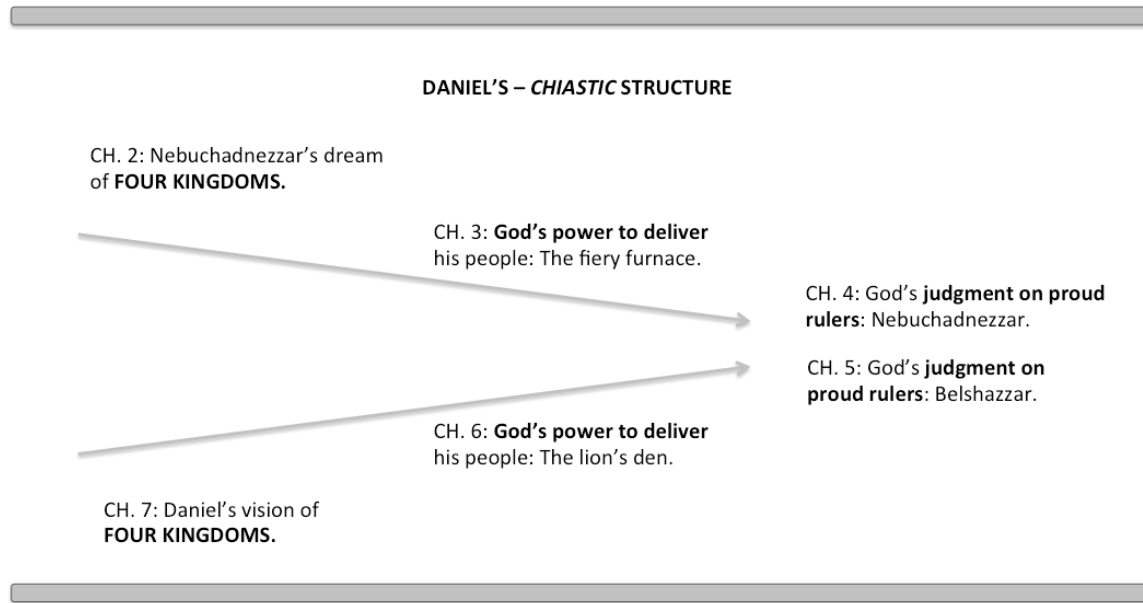 DANIEL’S – CHIASTIC STRUCTURE
CH. 2: Nebuchadnezzar’s dream
of FOUR KINGDOMS.
CH. 3: God’s power to deliver
his people: The fiery furnace.
CH. 4: God’s judgment on proud
rulers: Nebuchadnezzar.
CH. 5: God’s judgment on
proud rulers: Belshazzar.
CH. 6: God’s power to deliver
his people: The lion’s den.
CH. 7: Daniel’s vision of
FOUR KINGDOMS.